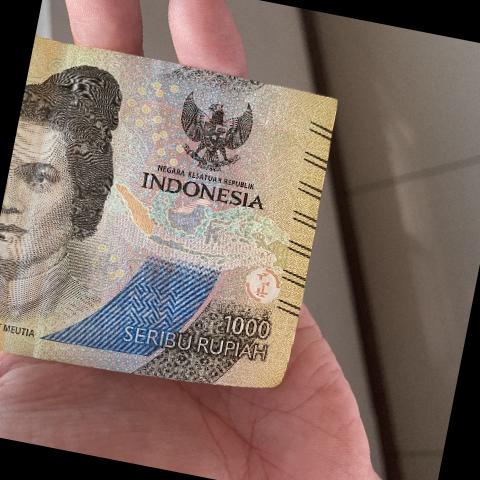 NEGARA KESATUAN REPUBLIK
INDONESIA
T MEUTIA
1000
SERIBU RUPIAH